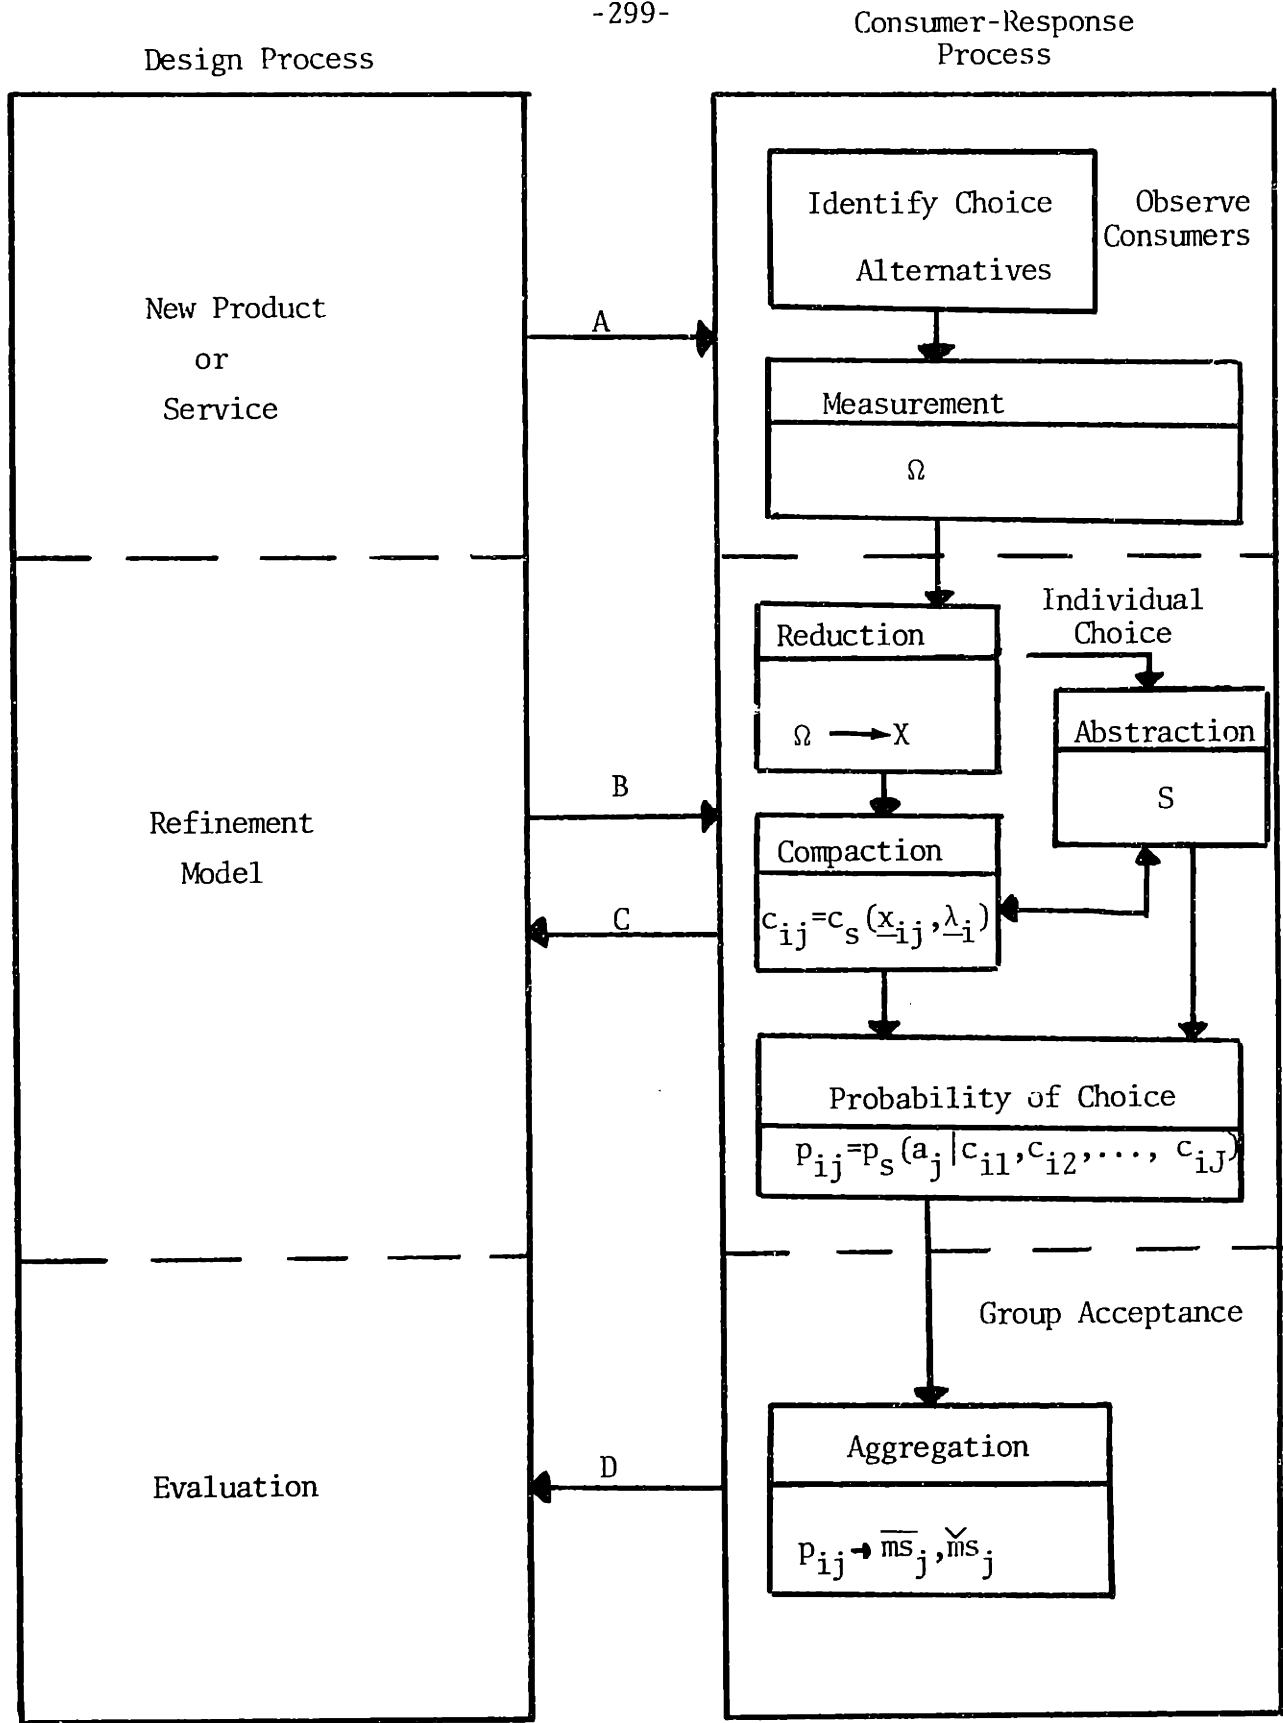 -299-
Design Process
Consumer-Response
Process
New Product
or
Service
Refinement
Model
Evaluation
A
B
C
D
Identify Choice
Alternatives
Observe
Consumers
Measurement
Ω
Reduction
Ω → X
Individual
Choice
Abstraction
S
Compaction
c_ij=c_s(x_ij,λ_i)
Probability of Choice
p_ij=p_s(a_j|c_i1,c_i2,..., c_iJ)
Group Acceptance
Aggregation
p_ij→m̅s̅_j,m̌s_j